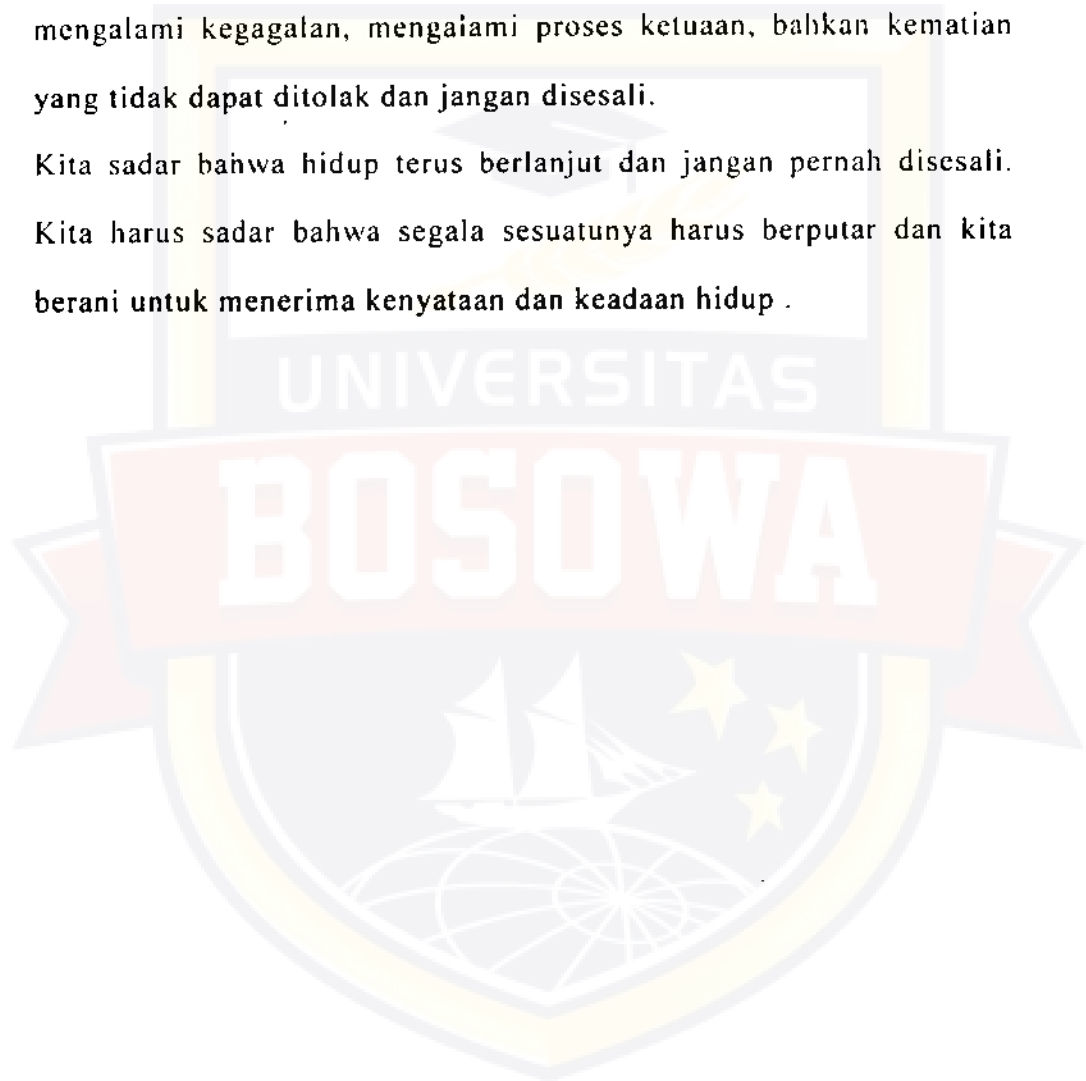 mengalami kegagalan, mengalami proses ketuaan, bahkan kematian
yang tidak dapat ditolak dan jangan disesali.
Kita sadar bahwa hidup terus berlanjut dan jangan pernah disesali.
Kita harus sadar bahwa segala sesuatunya harus berputar dan kita
berani untuk menerima kenyataan dan keadaan hidup .
UNIVERSITAS
BOSOWA